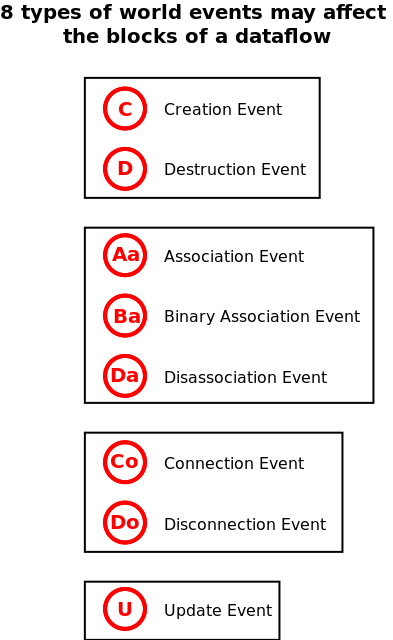 8 types of world events may affect
the blocks of a dataflow
C Creation Event
D Destruction Event
Aa Association Event
Ba Binary Association Event
Da Disassociation Event
Co Connection Event
Do Disconnection Event
U Update Event